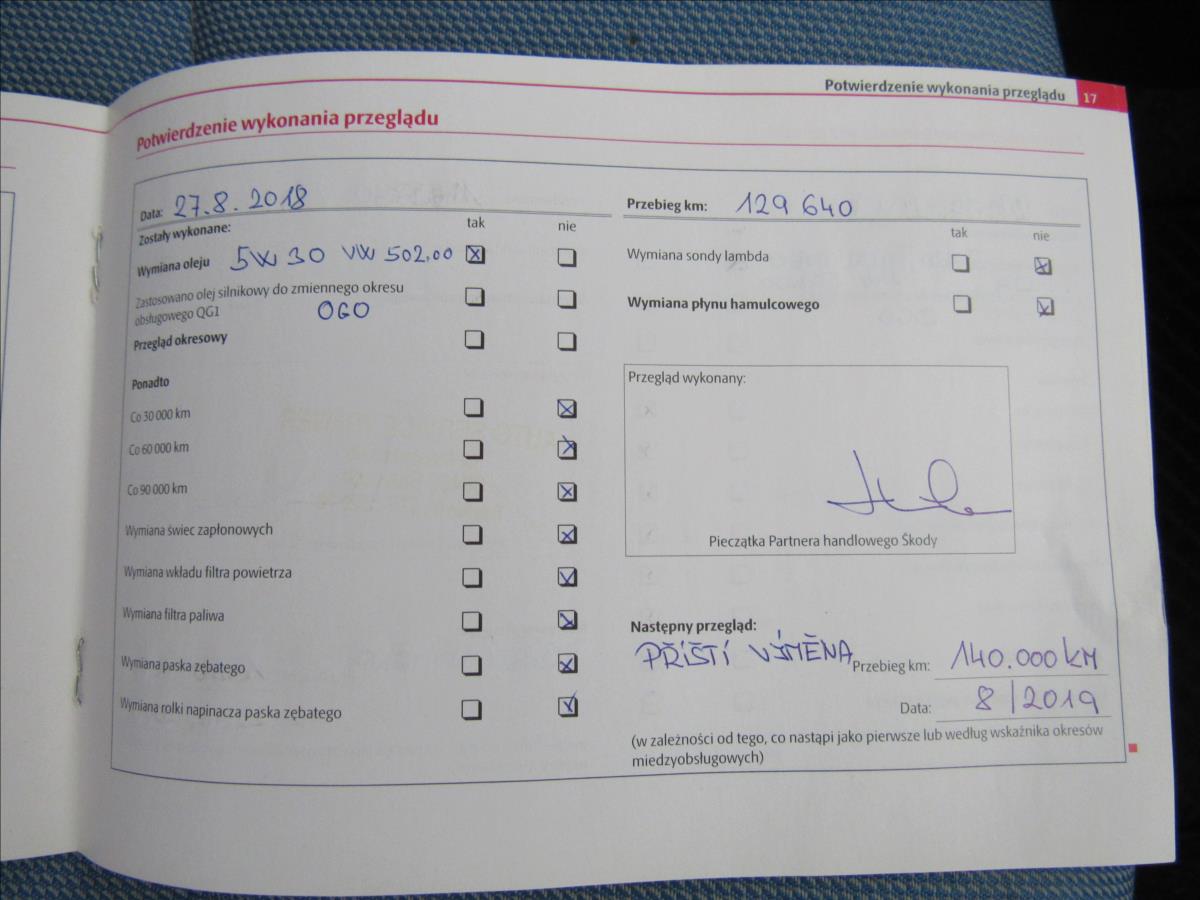 Potwierdzenie wykonania przeglądu 17
Potwierdzenie wykonania przeglądu
Data: 27.8.2018
Zostały wykonane: tak nie
Wymiana oleju 5W30 VW 502.00
Zastosowano olej silnikowy do zmiennego okresu
obsługowego QG1 OGO
Przegląd okresowy
Ponadto
Co 30 000 km
Co 60 000 km
Co 90 000 km
Wymiana świec zapłonowych
Wymiana wkładu filtra powietrza
Wymiana filtra paliwa
Wymiana paska zębatego
Wymiana rolki napinacza paska zębatego
Przebieg km: 129 640
tak nie
Wymiana sondy lambda
Wymiana płynu hamulcowego
Przegląd wykonany:
Pieczątka Partnera handlowego Škody
Następny przegląd:
PŘÍŠTÍ VÝMĚNA Przebieg km: 140.000 KM
Data: 8/2019
(w zależności od tego, co nastąpi jako pierwsze lub według wskaźnika okresów
miedzyobsługowych)